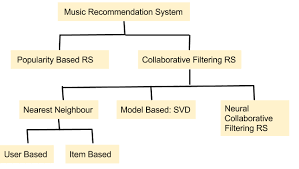 Music Recommendation System
Popularity Based RS
Collaborative Filtering RS
Nearest Neighbour
Model Based: SVD
Neural
Collaborative
Filtering RS
User Based
Item Based